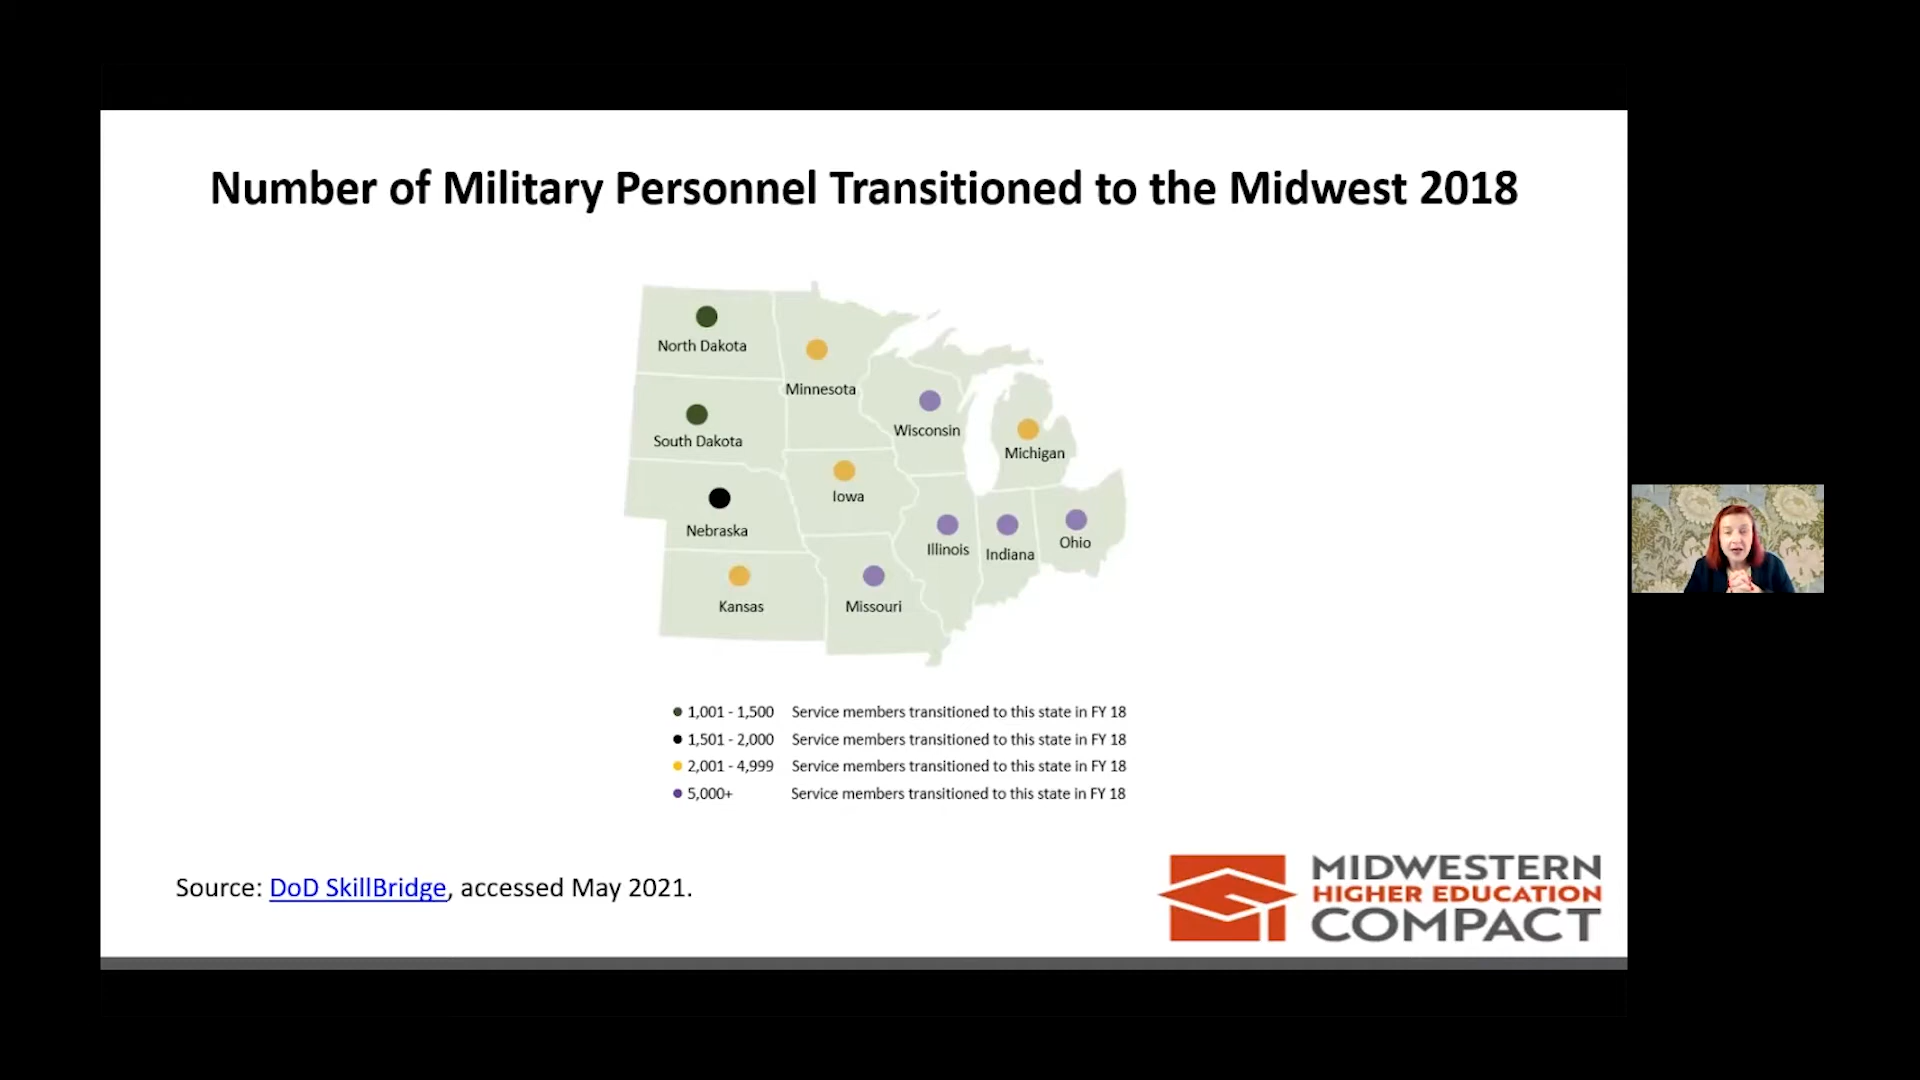 Number of Military Personnel Transitioned to the Midwest 2018
North Dakota
Minnesota
Wisconsin
South Dakota
Michigan
Iowa
Nebraska
Illinois
Indiana
Ohio
Kansas
Missouri
1,001 - 1,500 Service members transitioned to this state in FY 18
1,501 - 2,000 Service members transitioned to this state in FY 18
2,001 - 4,999 Service members transitioned to this state in FY 18
5,000+ Service members transitioned to this state in FY 18
Source: DoD SkillBridge, accessed May 2021.
MIDWESTERN
HIGHER EDUCATION
COMPACT